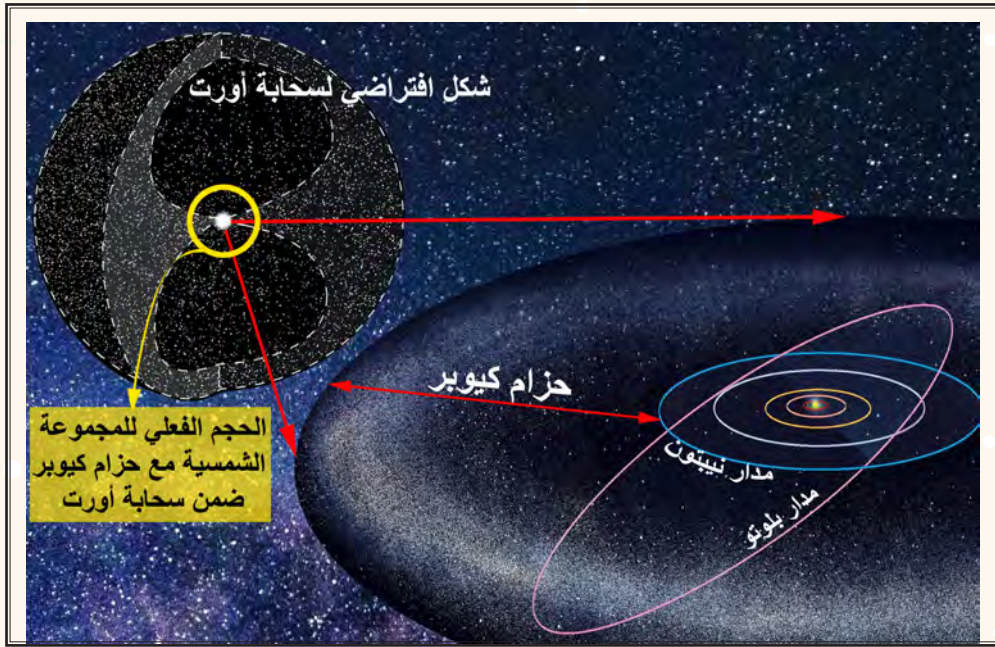 شكل افتراضي لسحابة أورت
حزام كيوبر
مدار نيبتون
مدار بلوتو
الحجم الفعلي للمجموعة
الشمسية مع حزام كيوبر
ضمن سحابة أورت